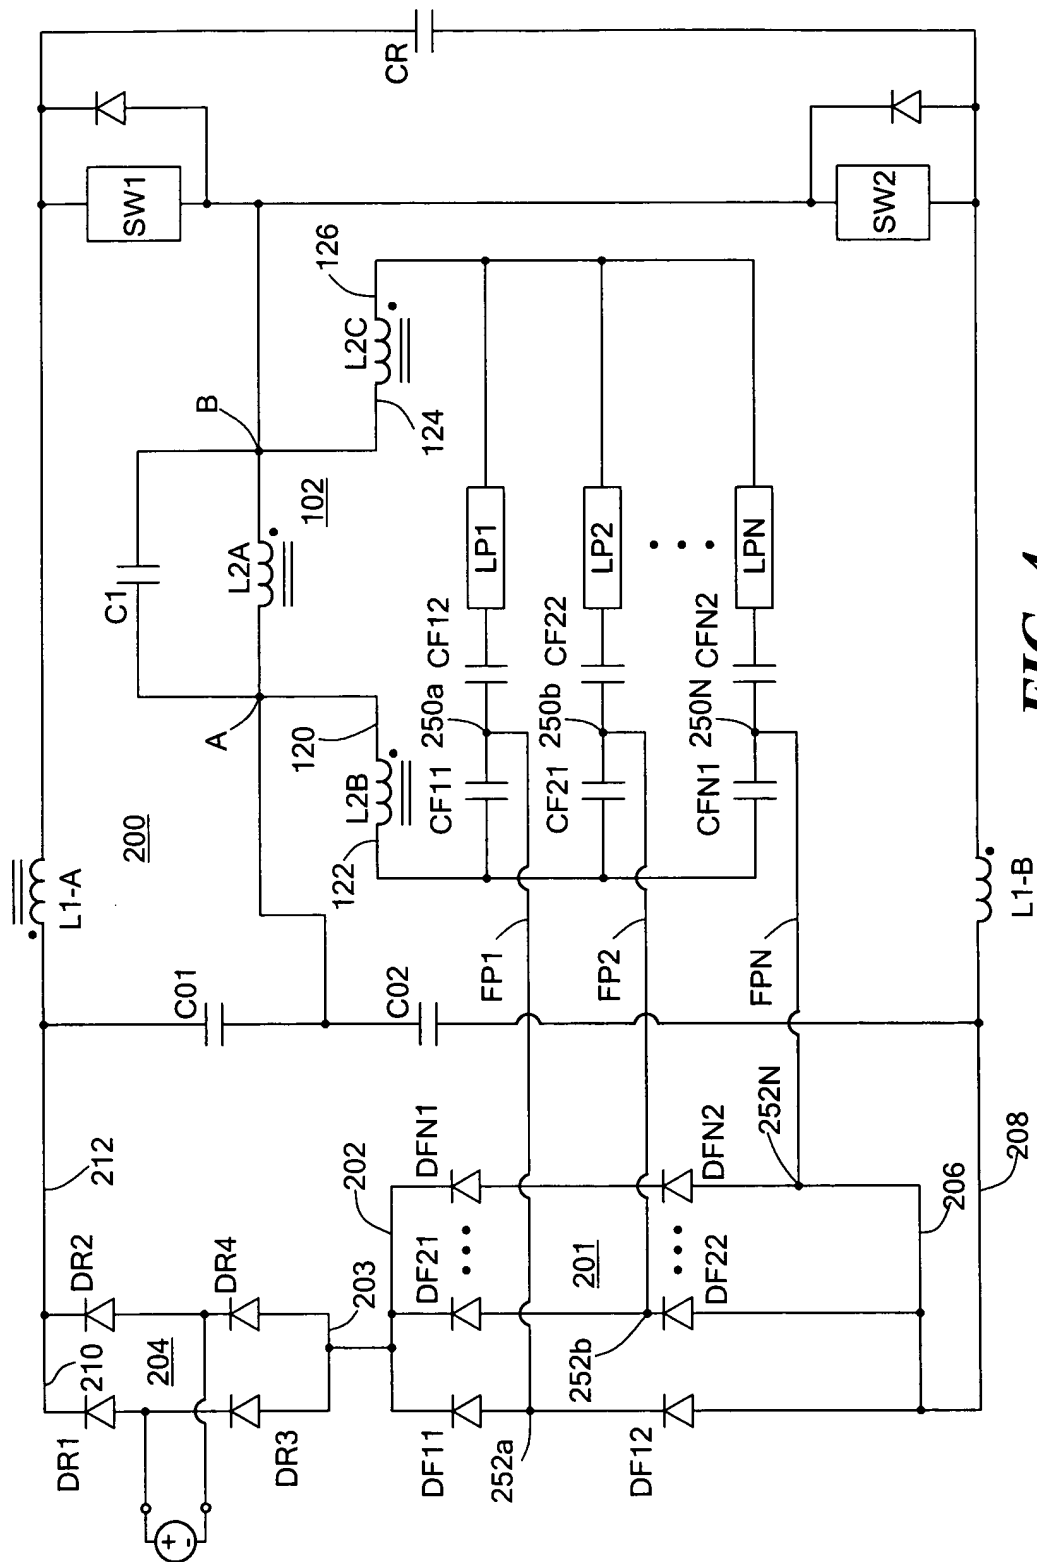 CR
SW1
SW2
126
L2C
124
B
102
C1
L2A
A
120
L2B
122
LP1
LP2
LPN
CF12
CF22
CFN2
250a
250b
250N
CF11
CF21
CFN1
200
L1-A
L1-B
C01
C02
FP1
FP2
FPN
212
202
DFN1
DFN2
252N
206
208
DR2
DR4
203
DF21
201
DF22
210
204
252b
DR1
DR3
DF11
252a
DF12
+
-
FIG. 4